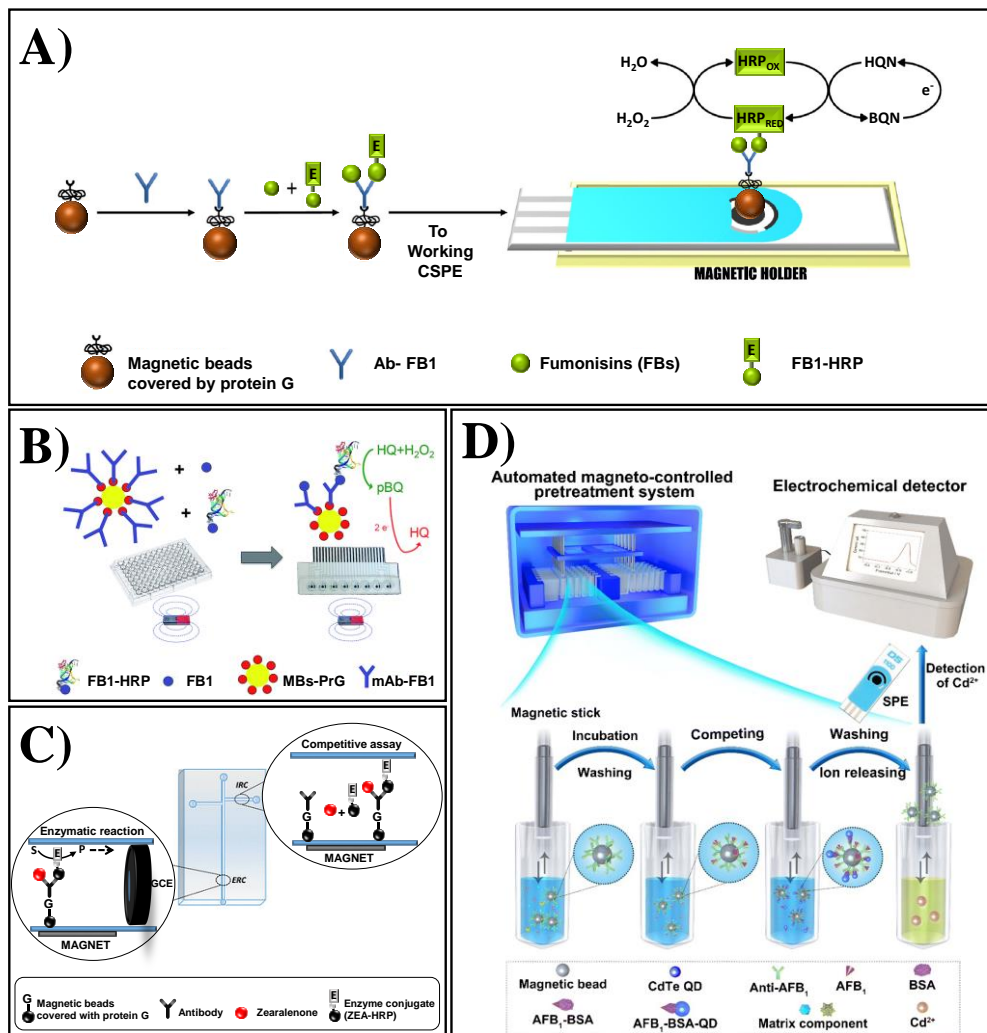 A)
H2O
HRPOX
HQN
e-
H2O2
HRPRED
BQN
E
+
E
E
To
Working
CSPE
MAGNETIC HOLDER
Magnetic beads
covered by protein G
Ab- FB1
Fumonisins (FBs)
E
FB1-HRP
B)
+
+
HQ+H2O2
pBQ
2 e-
HQ
FB1-HRP
FB1
MBs-PrG
mAb-FB1
C)
Competitive assay
IRC
E
E
+
G
G
MAGNET
Enzymatic reaction
S
E
P
GCE
G
MAGNET
ERC
G
Magnetic beads
covered with protein G
Antibody
Zearalenone
E
Enzyme conjugate
(ZEA-HRP)
D)
Automated magneto-controlled
pretreatment system
Electrochemical detector
DS
SPE
Detection
of Cd2+
Magnetic stick
Incubation
Washing
Competing
Washing
Ion releasing
Magnetic bead
CdTe QD
Anti-AFB1
AFB1
BSA
AFB1-BSA
AFB1-BSA-QD
Matrix component
Cd2+